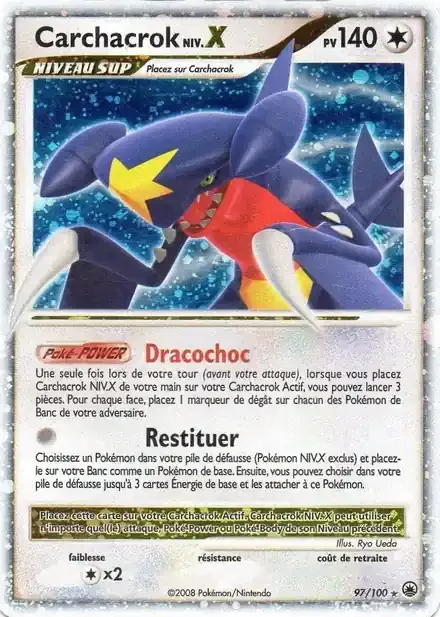 Carchacrok NIV.X PV 140
NIVEAU SUP Placez sur Carchacrok
Poké-POWER Dracochoc
Une seule fois lors de votre tour (avant votre attaque), lorsque vous placez
Carchacrok NIV.X de votre main sur votre Carchacrok Actif, vous pouvez lancer 3
pièces. Pour chaque face, placez 1 marqueur de dégât sur chacun des Pokémon de
Banc de votre adversaire.
Restituer
Choisissez un Pokémon dans votre pile de défausse (Pokémon NIV.X exclus) et placez-
le sur votre Banc comme un Pokémon de base. Ensuite, vous pouvez choisir dans votre
pile de défausse jusqu'à 3 cartes Énergie de base et les attacher à ce Pokémon.
Placez cette carte sur votre Carchacrok Actif. Carchacrok NIV.X peut utiliser
n'importe quel(le) attaque, Poké-Power ou Poké-Body de son Niveau précédent.
Illus. Ryo Ueda
faiblesse résistance coût de retraite
x2
©2008 Pokémon/Nintendo 97/100